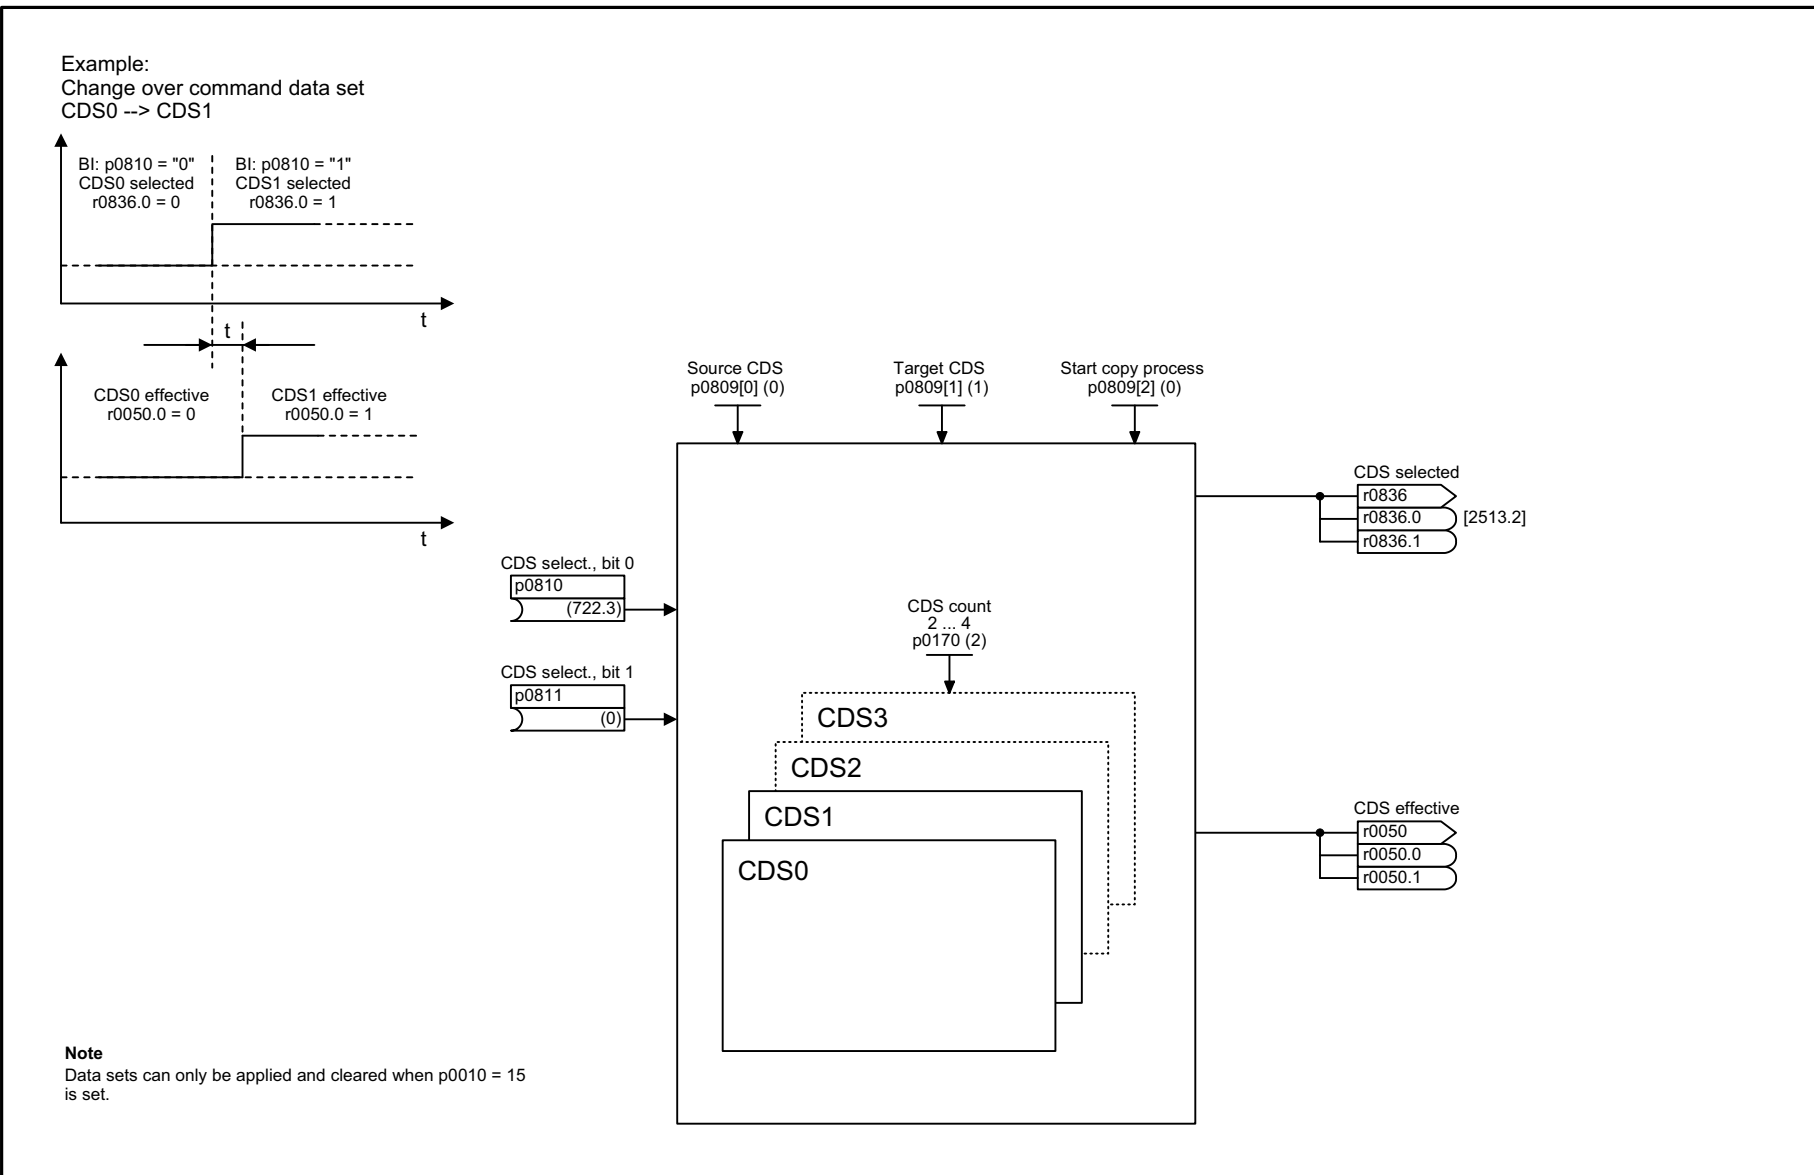 Example:
Change over command data set
CDS0 --> CDS1
BI: p0810 = "0"
CDS0 selected
r0836.0 = 0
BI: p0810 = "1"
CDS1 selected
r0836.0 = 1
t
t
CDS0 effective
r0050.0 = 0
CDS1 effective
r0050.0 = 1
t
Source CDS
p0809[0] (0)
Target CDS
p0809[1] (1)
Start copy process
p0809[2] (0)
CDS selected
r0836
r0836.0
[2513.2]
r0836.1
CDS select., bit 0
p0810
(722.3)
CDS select., bit 1
p0811
(0)
CDS count
2 ... 4
p0170 (2)
CDS3
CDS2
CDS1
CDS0
CDS effective
r0050
r0050.0
r0050.1
Note
Data sets can only be applied and cleared when p0010 = 15
is set.